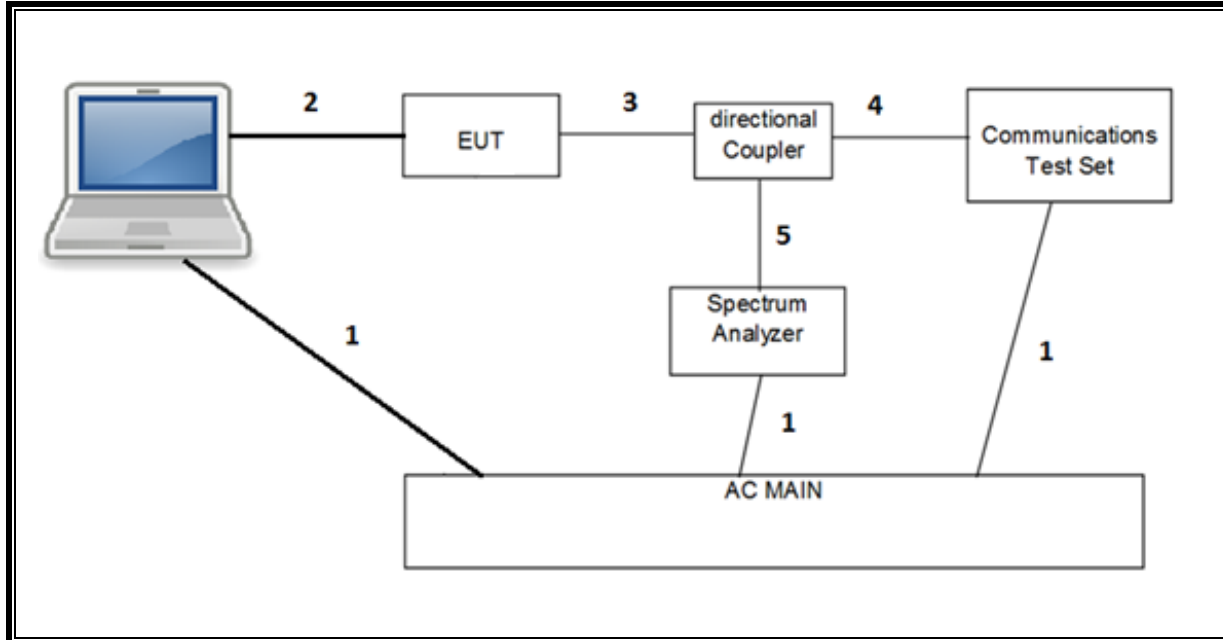 2
EUT
3
directional
Coupler
4
Communications
Test Set
5
Spectrum
Analyzer
1
1
1
AC MAIN